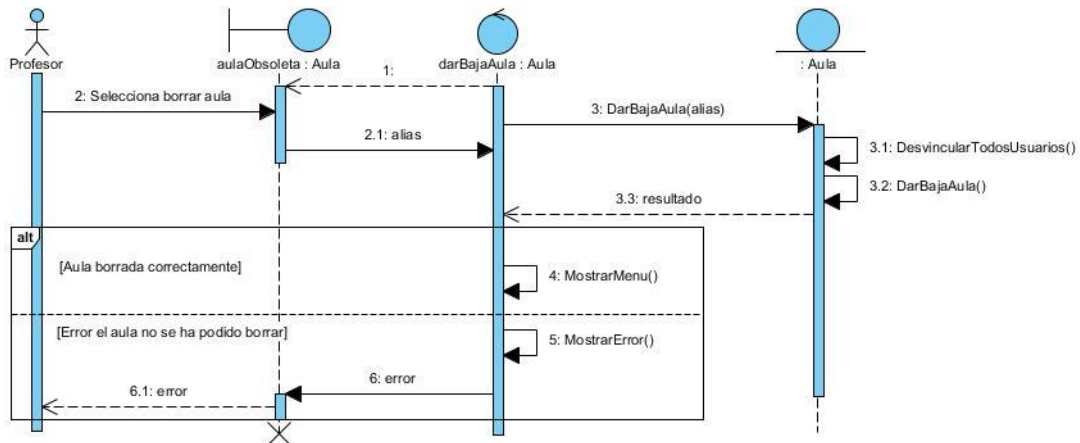 Profesor
aulaObsoleta : Aula
darBajaAula : Aula
: Aula
1:
2: Selecciona borrar aula
3: DarBajaAula(alias)
2.1: alias
3.1: DesvincularTodosUsuarios()
3.2: DarBajaAula()
3.3: resultado
alt
[Aula borrada correctamente]
4: MostrarMenu()
[Error el aula no se ha podido borrar]
5: MostrarError()
6: error
6.1: error